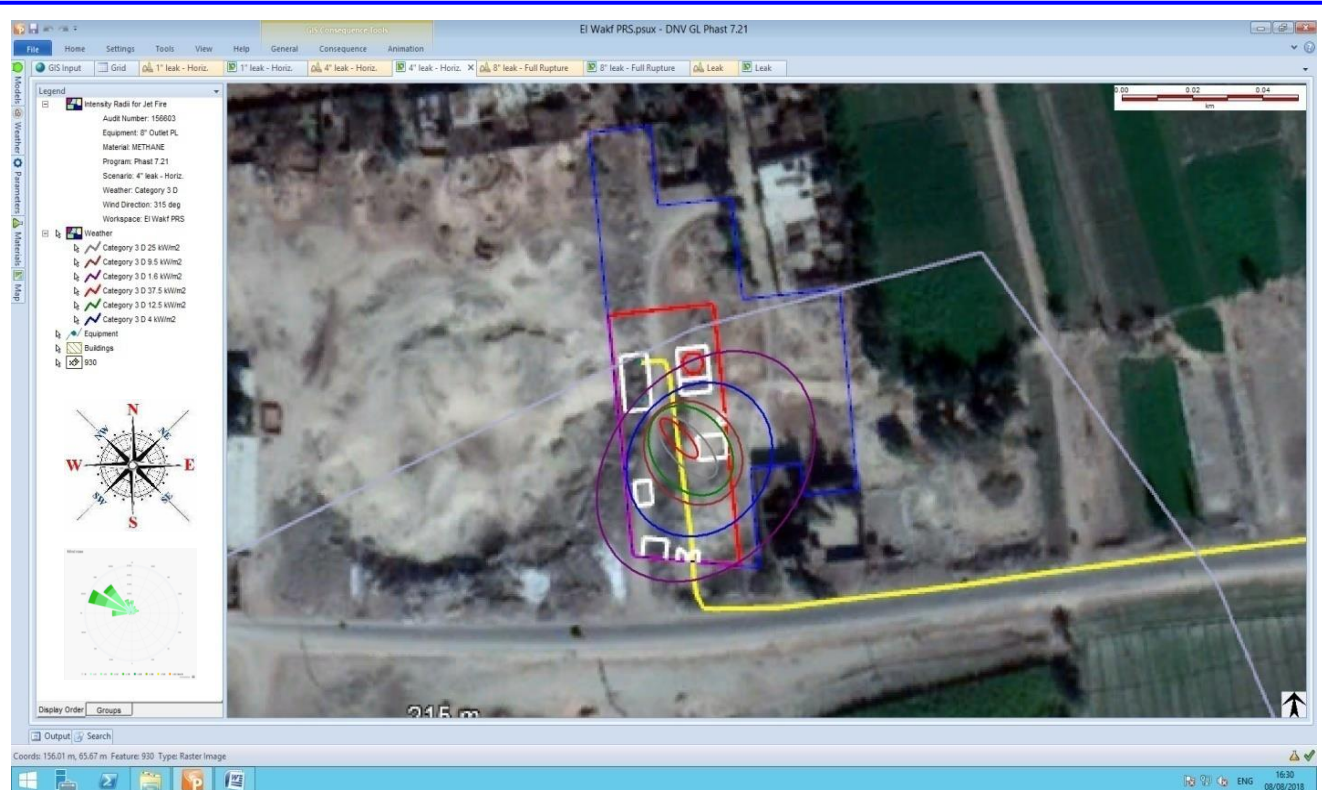 GIS Consequence Tools
El Wakf PRS.psux - DNV GL Phast 7.21
File Home Settings Tools View Help General Consequence Animation
GIS Input Grid 1" leak - Horiz. 1" leak - Horiz. 4" leak - Horiz. 4" leak - Horiz. 8" leak - Full Rupture 8" leak - Full Rupture Leak Leak
Models
Weather
Parameters
Materials
Map
Legend
Intensity Radii for Jet Fire
Audit Number: 156603
Equipment: 8" Outlet PL
Material: METHANE
Program: Phast 7.21
Scenario: 4" leak - Horiz.
Weather: Category 3 D
Wind Direction: 315 deg
Workspace: El Wakf PRS
Weather
Category 3 D 25 kW/m2
Category 3 D 9.5 kW/m2
Category 3 D 1.6 kW/m2
Category 3 D 37.5 kW/m2
Category 3 D 12.5 kW/m2
Category 3 D 4 kW/m2
Equipment
Buildings
930
N
NW NE
W E
SW SE
S
Display Order Groups
0.00 0.02 0.04
km
215 m
Output Search
Coords: 156.01 m, 65.67 m Feature: 930 Type: Raster Image
ENG
16:30
08/08/2018